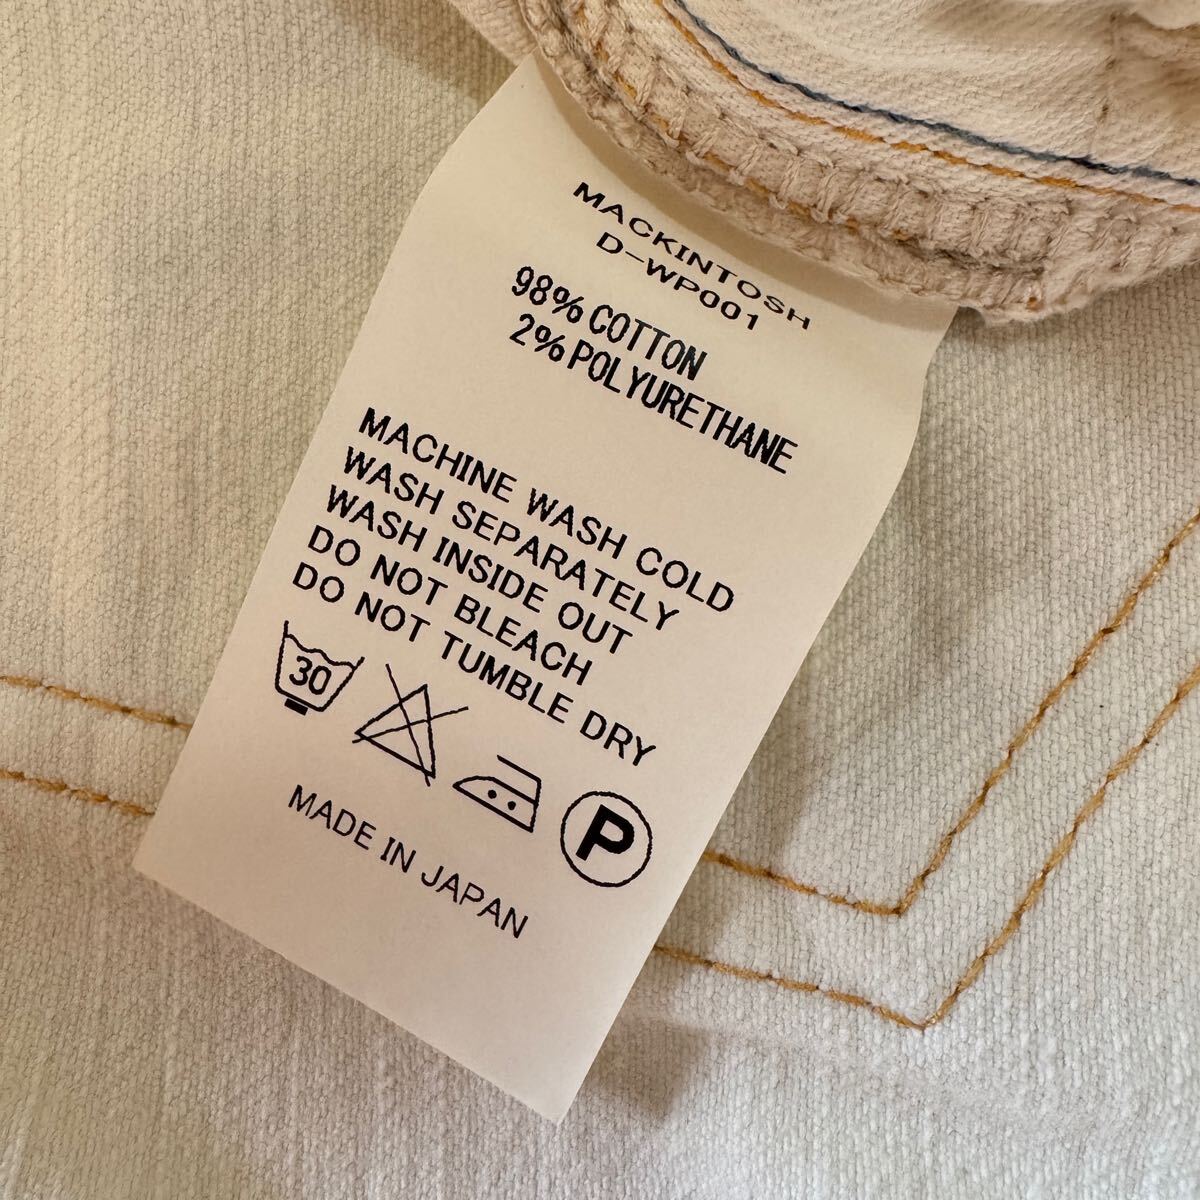 MACKINTOSH
D-WP001
98% COTTON
2% POLYURETHANE
MACHINE WASH COLD
WASH SEPARATELY
WASH INSIDE OUT
DO NOT BLEACH
DO NOT TUMBLE DRY
30
P
MADE IN JAPAN